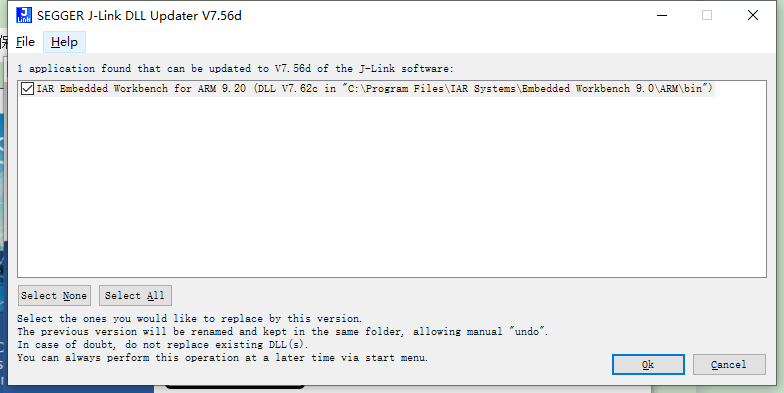 SEGGER J-Link DLL Updater V7.56d
File Help
1 application found that can be updated to V7.56d of the J-Link software:
IAR Embedded Workbench for ARM 9.20 (DLL V7.62c in "C:\Program Files\IAR Systems\Embedded Workbench 9.0\ARM\bin")
Select None Select All
Select the ones you would like to replace by this version.
The previous version will be renamed and kept in the same folder, allowing manual "undo".
In case of doubt, do not replace existing DLL(s).
You can always perform this operation at a later time via start menu.
Ok Cancel